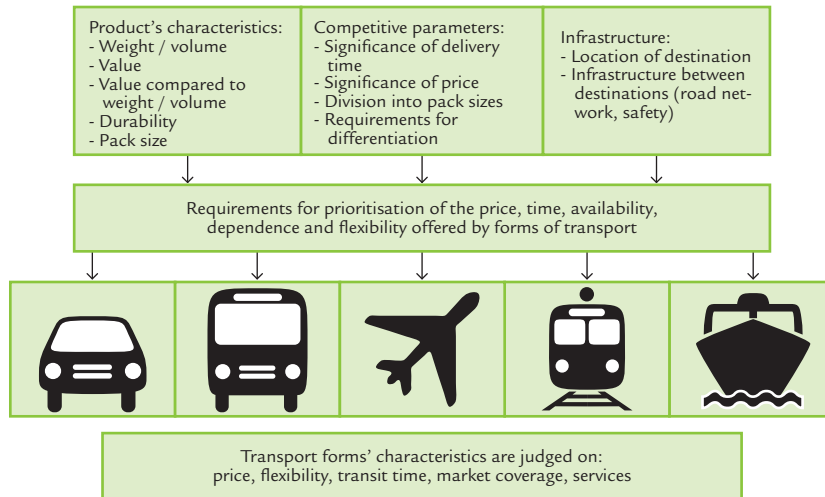 Product's characteristics:
- Weight / volume
- Value
- Value compared to
weight / volume
- Durability
- Pack size
Competitive parameters:
- Significance of delivery
time
- Significance of price
- Division into pack sizes
- Requirements for
differentiation
Infrastructure:
- Location of destination
- Infrastructure between
destinations (road net-
work, safety)
Requirements for prioritisation of the price, time, availability,
dependence and flexibility offered by forms of transport
Transport forms' characteristics are judged on:
price, flexibility, transit time, market coverage, services